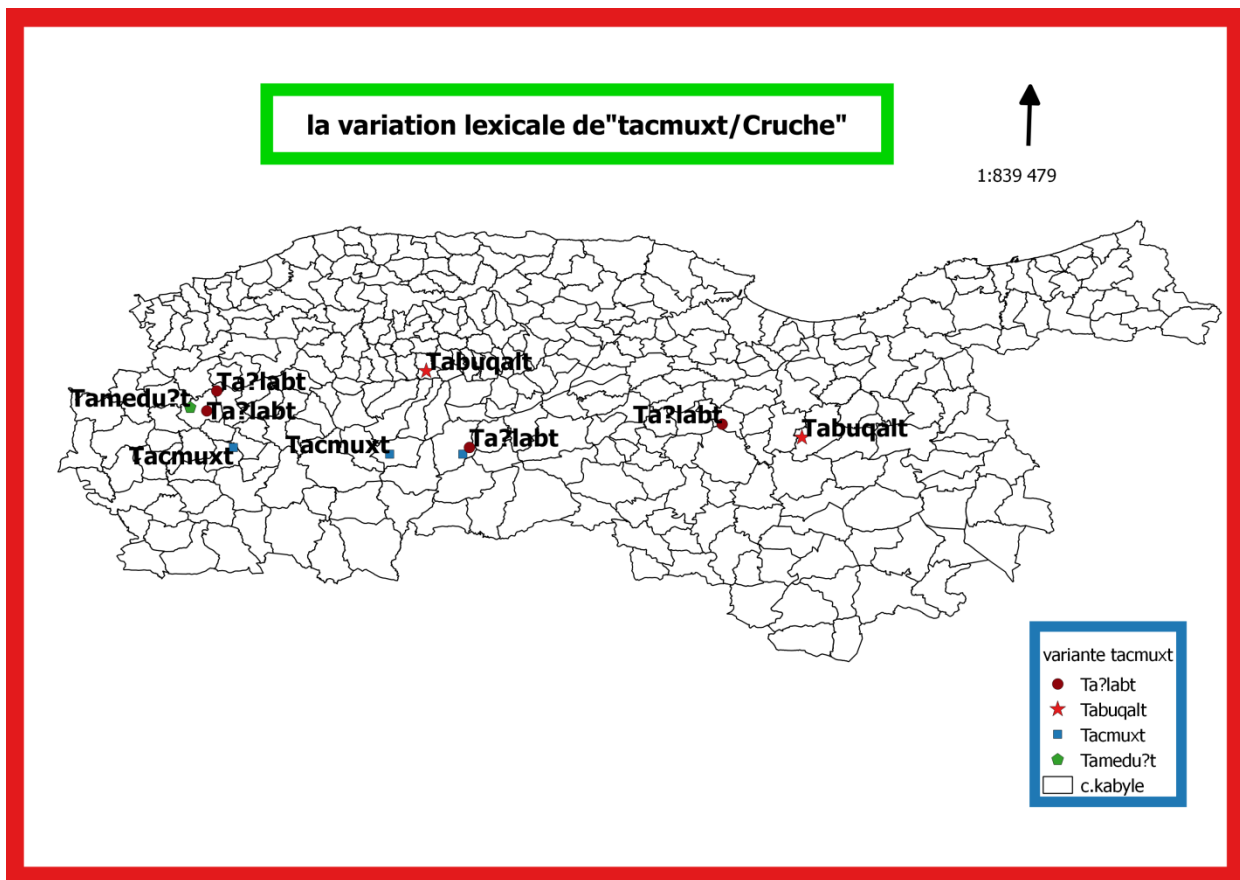 la variation lexicale de"tacmuxt/Cruche"
1:839 479
Tabuqalt
Ta?labt
Tamedu?t
Ta?labt
Ta?labt
Tabuqalt
Tacmuxt
Tacmuxt
Ta?labt
variante tacmuxt
Ta?labt
Tabuqalt
Tacmuxt
Tamedu?t
c.kabyle